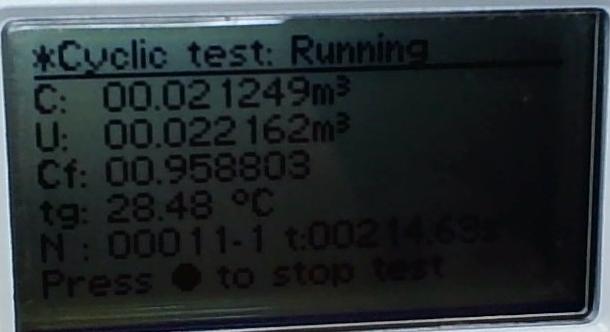 *Cyclic test: Running
C: 00.021249m³
U: 00.022162m³
Cf: 00.958803
tg: 28.48 °C
N : 00011-1 t:00214.63s
Press ● to stop test